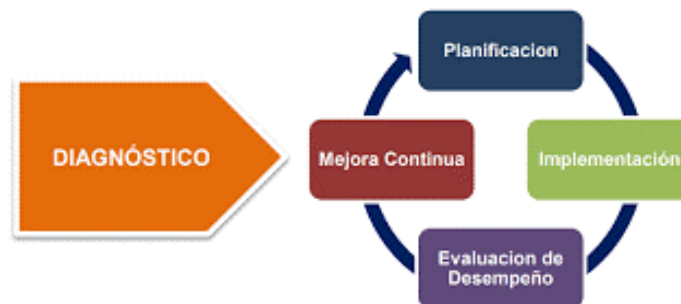 Planificacion
DIAGNÓSTICO
Mejora Continua
Implementación
Evaluacion de
Desempeño